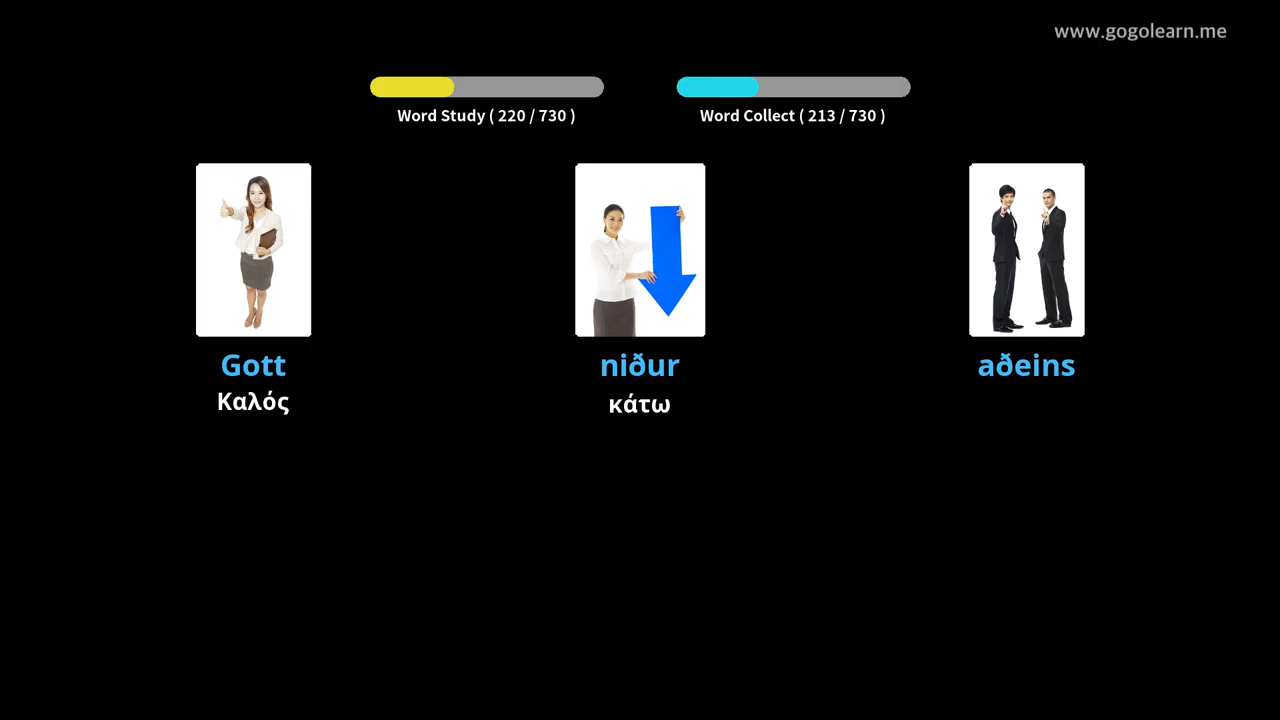 www.gogolearn.me
Word Study ( 220 / 730 )
Word Collect ( 213 / 730 )
Gott
Καλός
niður
κάτω
aðeins